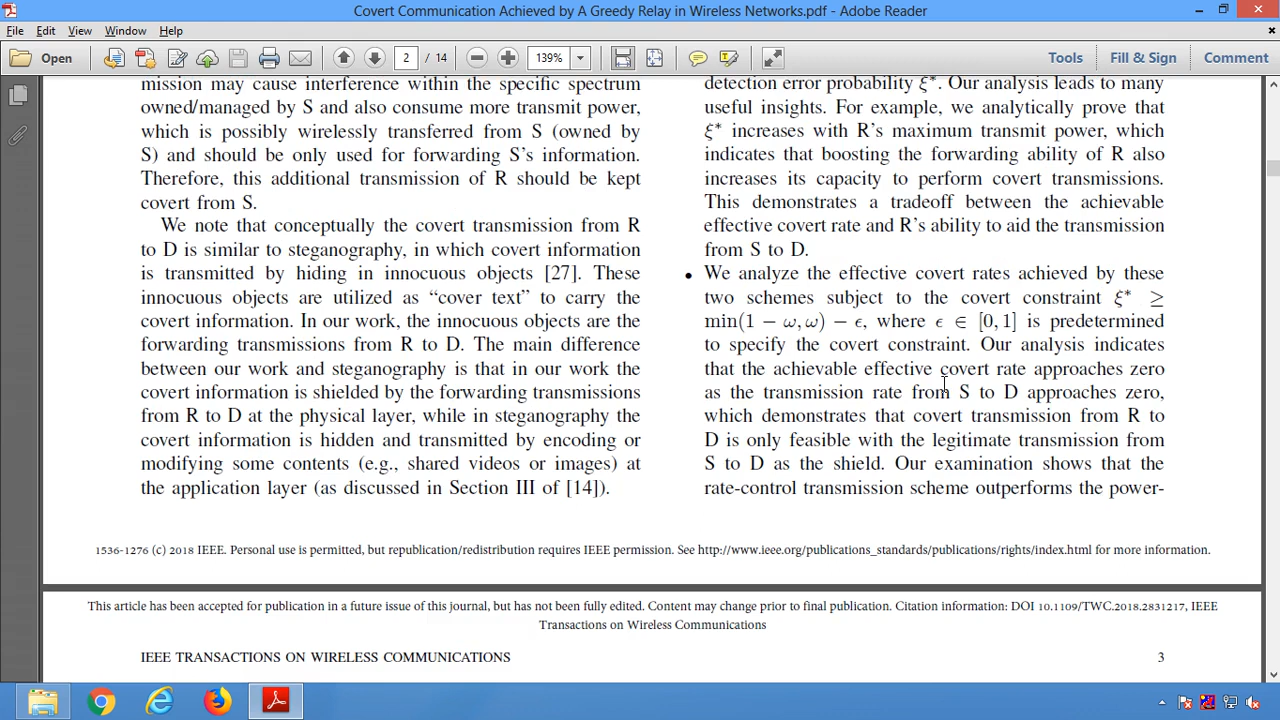 Covert Communication Achieved by A Greedy Relay in Wireless Networks.pdf - Adobe Reader
File Edit View Window Help
Open 2 / 14 139% Tools Fill & Sign Comment
mission may cause interference within the specific spectrum
owned/managed by S and also consume more transmit power,
which is possibly wirelessly transferred from S (owned by
S) and should be only used for forwarding S's information.
Therefore, this additional transmission of R should be kept
covert from S.
We note that conceptually the covert transmission from R
to D is similar to steganography, in which covert information
is transmitted by hiding in innocuous objects [27]. These
innocuous objects are utilized as “cover text” to carry the
covert information. In our work, the innocuous objects are the
forwarding transmissions from R to D. The main difference
between our work and steganography is that in our work the
covert information is shielded by the forwarding transmissions
from R to D at the physical layer, while in steganography the
covert information is hidden and transmitted by encoding or
modifying some contents (e.g., shared videos or images) at
the application layer (as discussed in Section III of [14]).
detection error probability ξ*. Our analysis leads to many
useful insights. For example, we analytically prove that
ξ* increases with R's maximum transmit power, which
indicates that boosting the forwarding ability of R also
increases its capacity to perform covert transmissions.
This demonstrates a tradeoff between the achievable
effective covert rate and R's ability to aid the transmission
from S to D.
• We analyze the effective covert rates achieved by these
two schemes subject to the covert constraint ξ* ≥
min(1 − ω, ω) − ϵ, where ϵ ∈ [0, 1] is predetermined
to specify the covert constraint. Our analysis indicates
that the achievable effective covert rate approaches zero
as the transmission rate from S to D approaches zero,
which demonstrates that covert transmission from R to
D is only feasible with the legitimate transmission from
S to D as the shield. Our examination shows that the
rate-control transmission scheme outperforms the power-
1536-1276 (c) 2018 IEEE. Personal use is permitted, but republication/redistribution requires IEEE permission. See http://www.ieee.org/publications_standards/publications/rights/index.html for more information.
This article has been accepted for publication in a future issue of this journal, but has not been fully edited. Content may change prior to final publication. Citation information: DOI 10.1109/TWC.2018.2831217, IEEE
Transactions on Wireless Communications
IEEE TRANSACTIONS ON WIRELESS COMMUNICATIONS 3